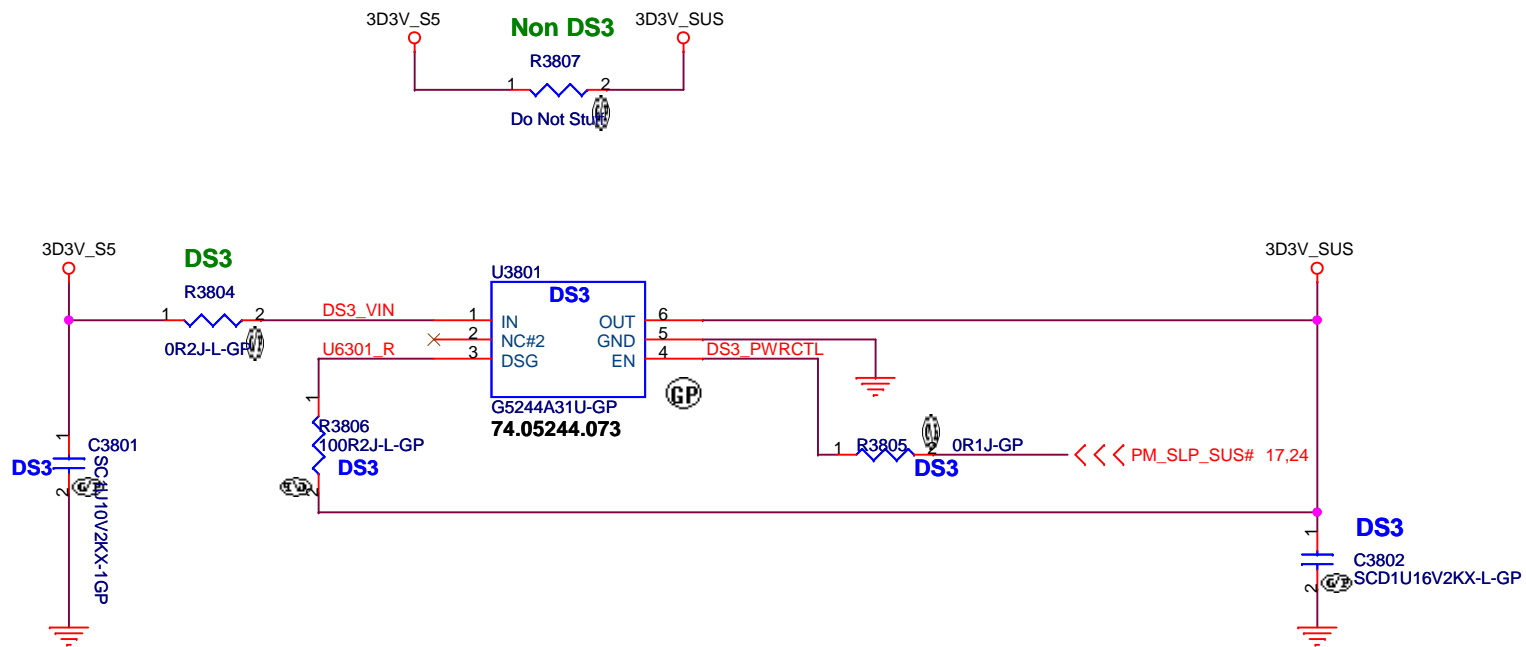 3D3V_S5
Non DS3
3D3V_SUS
R3807
1
2
Do Not Stuff
3D3V_S5
DS3
R3804
1
2
0R2J-L-GP
DS3_VIN
U6301_R
U3801
DS3
1
2
3
IN
NC#2
DSG
OUT
GND
EN
6
5
4
G5244A31U-GP
74.05244.073
GP
DS3_PWRCTL
3D3V_SUS
1
R3806
100R2J-L-GP
DS3
2
1
R3805
2
0R1J-GP
DS3
PM_SLP_SUS# 17,24
1
C3801
DS3
2
SC1U10V2KX-1GP
DS3
1
C3802
SCD1U16V2KX-L-GP
2